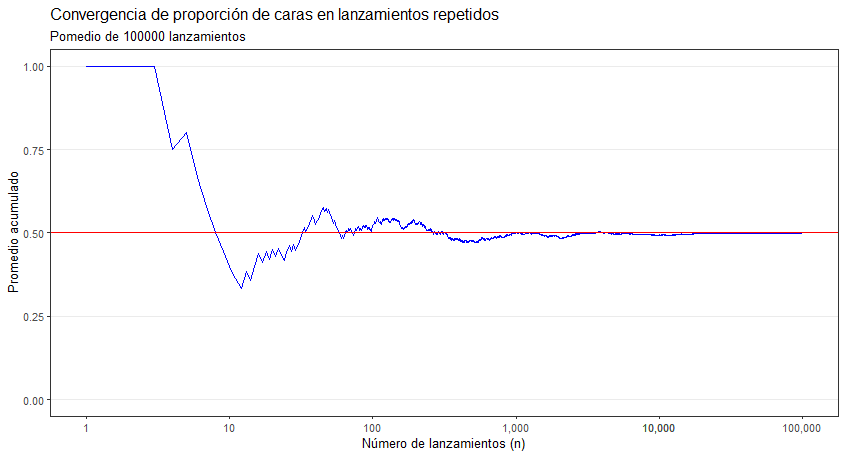 Convergencia de proporción de caras en lanzamientos repetidos
Pomedio de 100000 lanzamientos
Promedio acumulado
1.00
0.75
0.50
0.25
0.00
1 10 100 1,000 10,000 100,000
Número de lanzamientos (n)